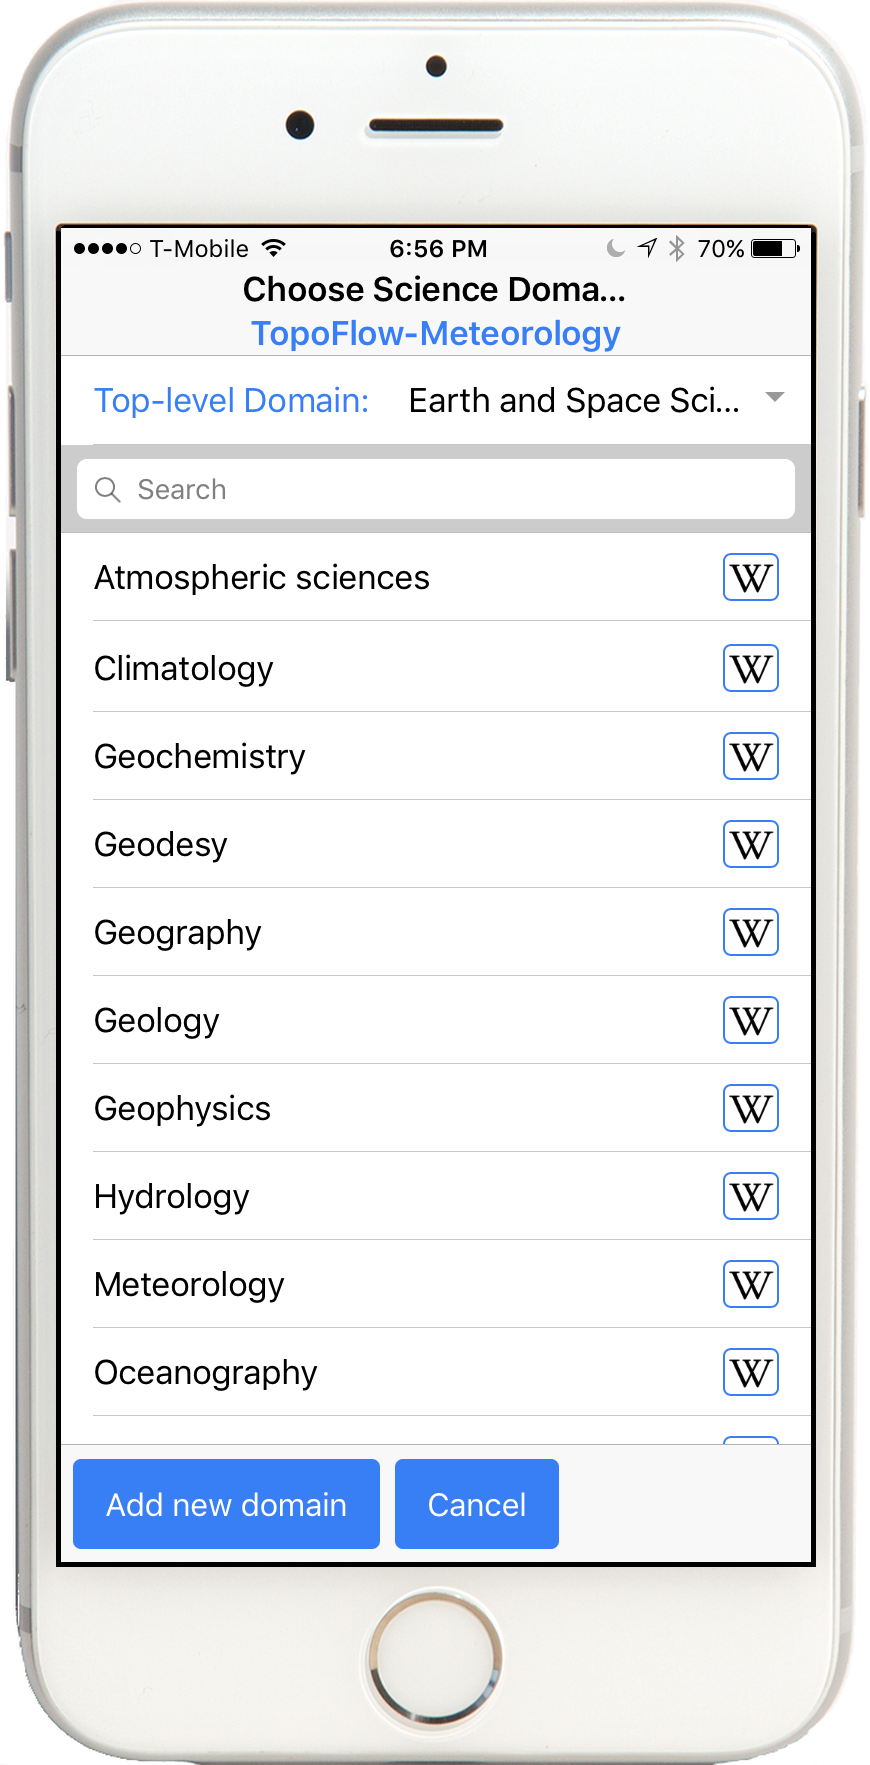 T-Mobile 6:56 PM 70%
Choose Science Doma...
TopoFlow-Meteorology
Top-level Domain: Earth and Space Sci...
Search
Atmospheric sciences W
Climatology W
Geochemistry W
Geodesy W
Geography W
Geology W
Geophysics W
Hydrology W
Meteorology W
Oceanography W
Add new domain Cancel